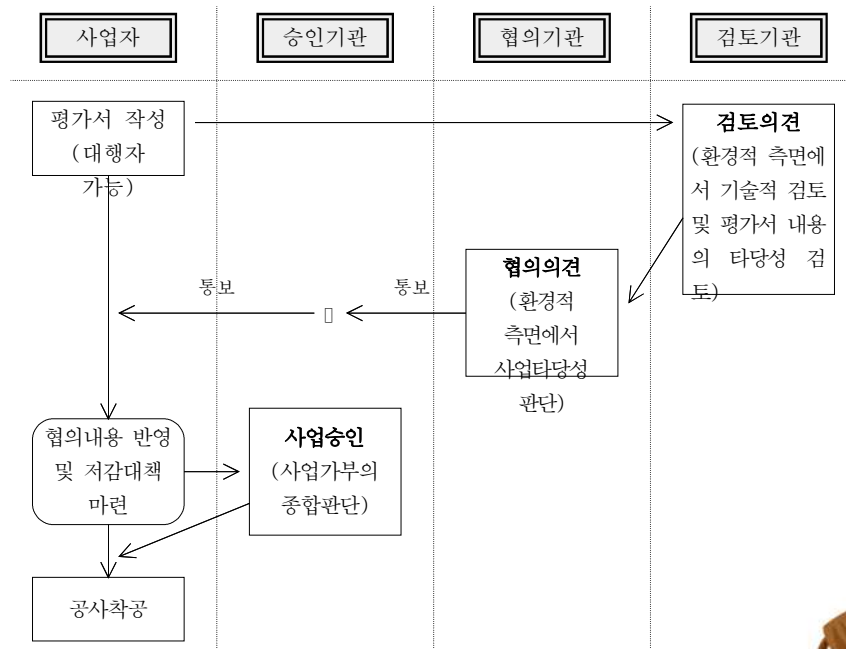 사업자
승인기관
협의기관
검토기관
평가서 작성
(대행자
가능)
검토의견
(환경적 측면에
서 기술적 검토
및 평가서 내용
의 타당성 검
토)
협의의견
(환경적
측면에서
사업타당성
판단)
통보
통보
협의내용 반영
및 저감대책
마련
사업승인
(사업가부의
종합판단)
공사착공